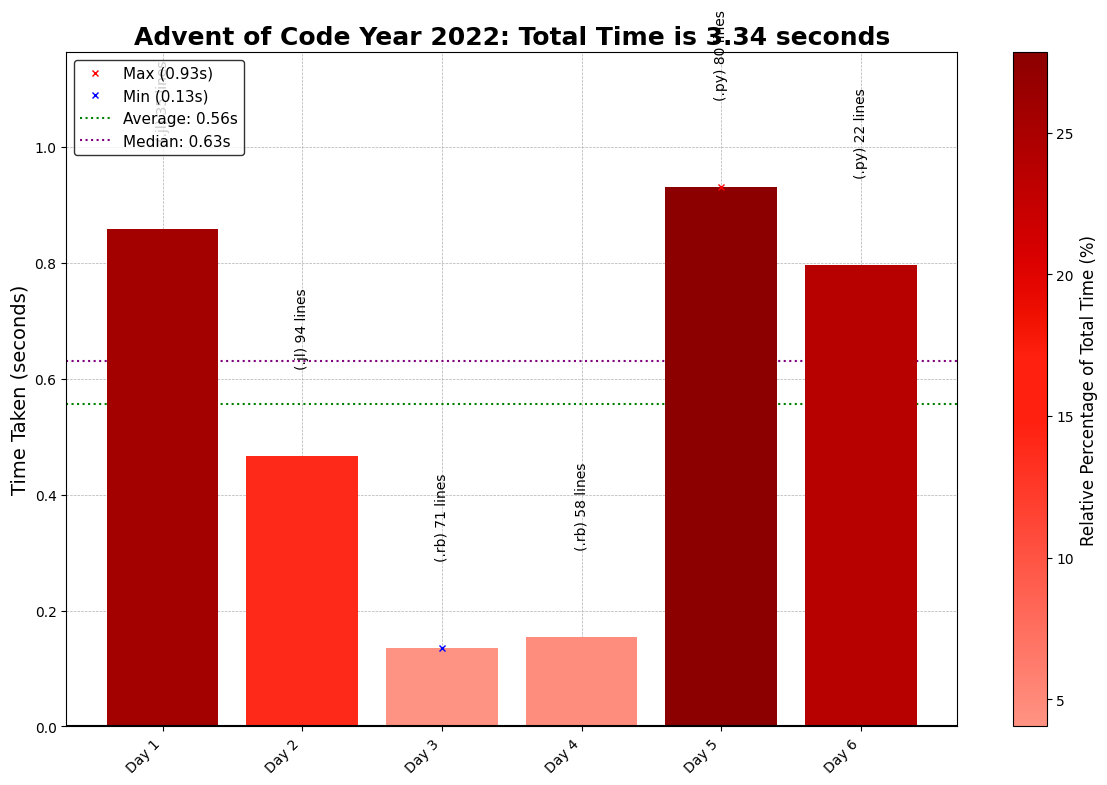 Advent of Code Year 2022: Total Time is 3.34 seconds
Max (0.93s)
Min (0.13s)
Average: 0.56s
Median: 0.63s
(.jl) 94 lines
(.rb) 71 lines
(.rb) 58 lines
(.py) 80 lines
(.py) 22 lines
Time Taken (seconds)
1.0
0.8
0.6
0.4
0.2
0.0
Day 1
Day 2
Day 3
Day 4
Day 5
Day 6
25
20
15
10
5
Relative Percentage of Total Time (%)